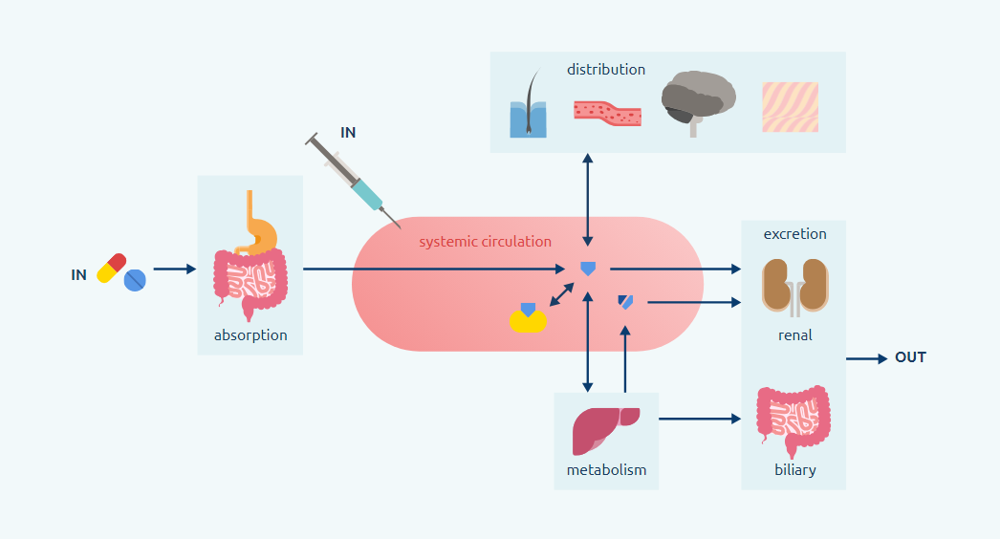 distribution
IN
systemic circulation
excretion
IN
absorption
renal
OUT
metabolism
biliary